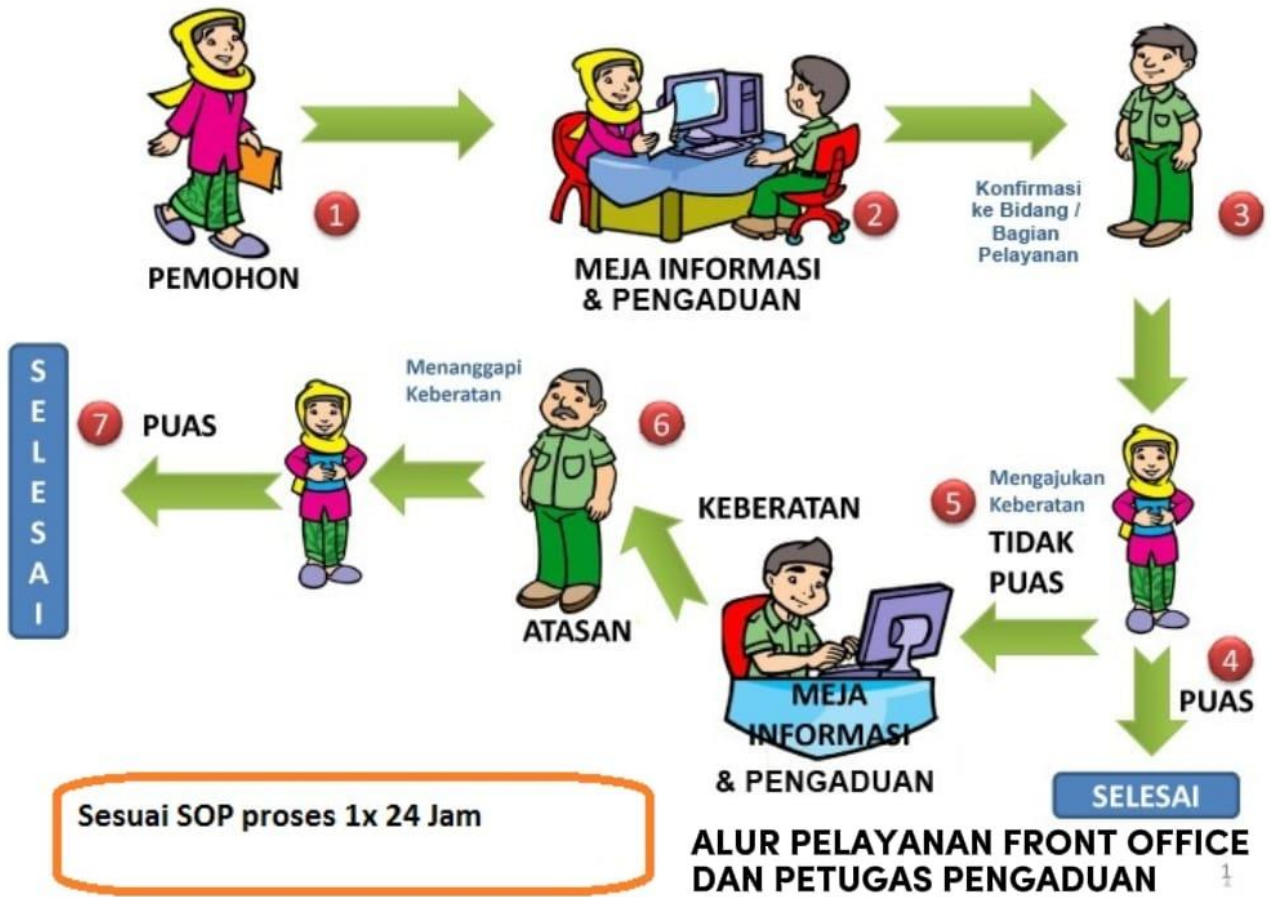 1
PEMOHON
2
MEJA INFORMASI
& PENGADUAN
Konfirmasi
ke Bidang /
Bagian
Pelayanan
3
4
PUAS
SELESAI
5
Mengajukan
Keberatan
TIDAK
PUAS
KEBERATAN
MEJA
INFORMASI
& PENGADUAN
6
Menanggapi
Keberatan
ATASAN
7
PUAS
SELESAI
Sesuai SOP proses 1x 24 Jam
ALUR PELAYANAN FRONT OFFICE
DAN PETUGAS PENGADUAN
1